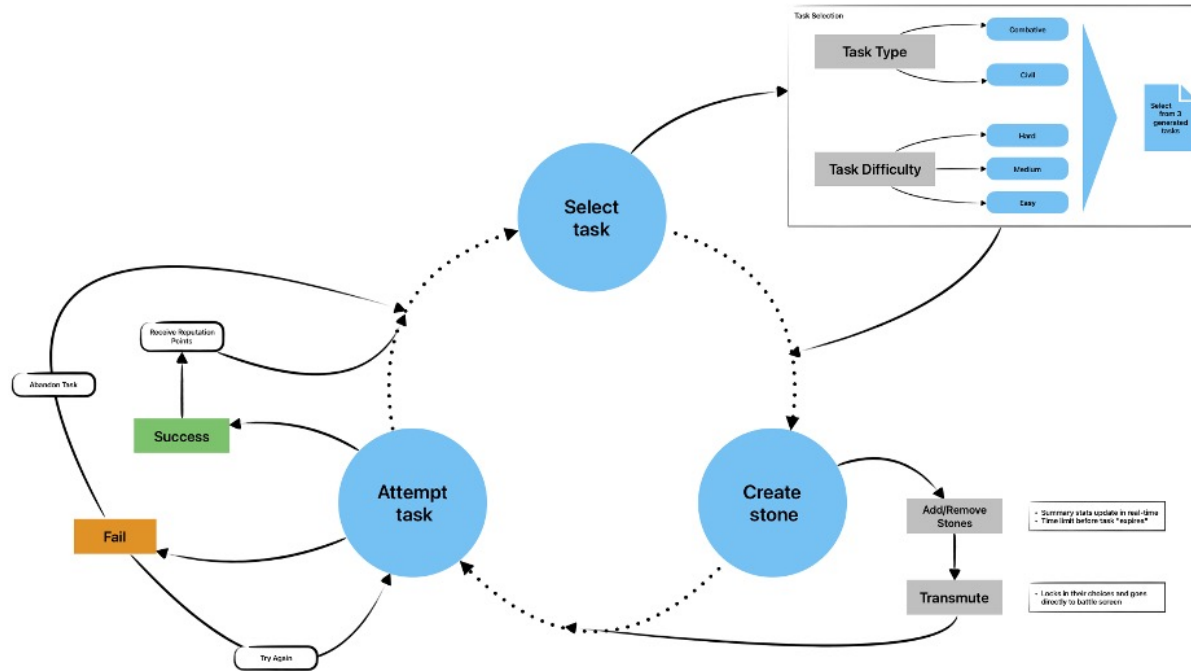 Task Selection
Task Type
Combative
Civil
Task Difficulty
Hard
Medium
Easy
Select
from 3
generated
tasks
Select
task
Receive Reputation
Points
Abandon Task
Success
Attempt
task
Fail
Try Again
Create
stone
Add/Remove
Stones
- Summary stats update in real-time
- Time limit before task "expires"
Transmute
- Locks in their choices and goes
directly to battle screen